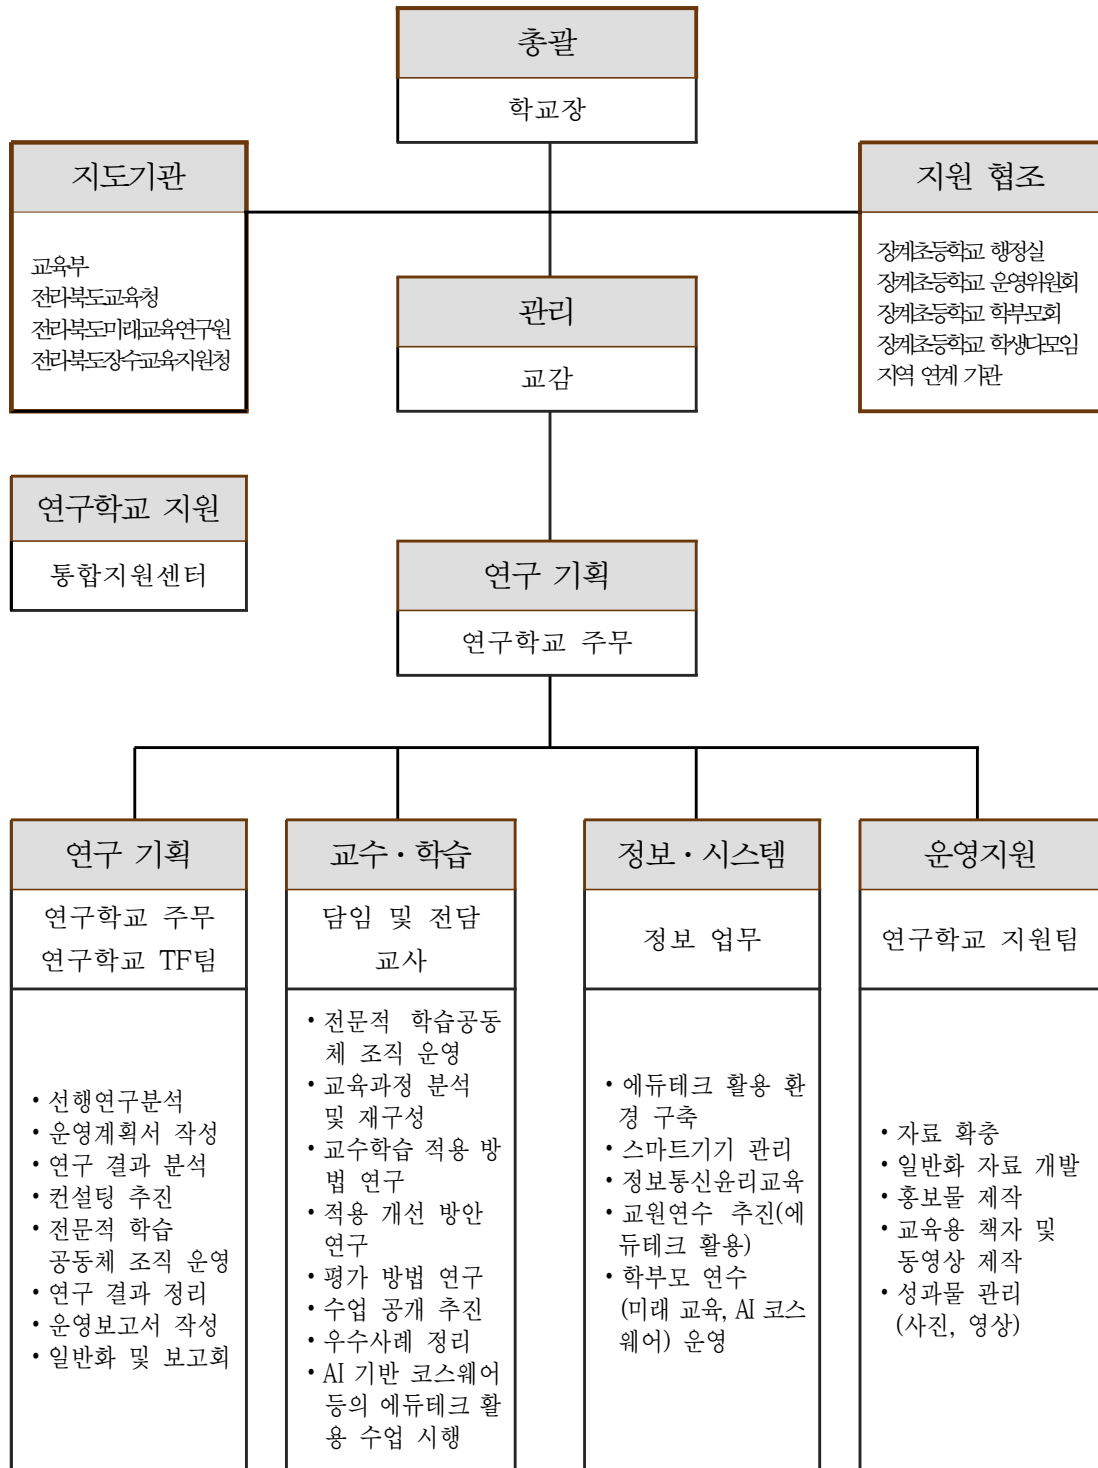 총괄
학교장
지도기관
교육부
전라북도교육청
전라북도미래교육연구원
전라북도장수교육지원청
지원 협조
장계초등학교 행정실
장계초등학교 운영위원회
장계초등학교 학부모회
장계초등학교 학생다모임
지역 연계 기관
관리
교감
연구학교 지원
통합지원센터
연구 기획
연구학교 주무
연구 기획
연구학교 주무
연구학교 TF팀
• 선행연구분석
• 운영계획서 작성
• 연구 결과 분석
• 컨설팅 추진
• 전문적 학습
공동체 조직 운영
• 연구 결과 정리
• 운영보고서 작성
• 일반화 및 보고회
교수·학습
담임 및 전담
교사
• 전문적 학습공동
체 조직 운영
• 교육과정 분석
및 재구성
• 교수학습 적용 방
법 연구
• 적용 개선 방안
연구
• 평가 방법 연구
• 수업 공개 추진
• 우수사례 정리
• AI 기반 코스웨어
등의 에듀테크 활
용 수업 시행
정보·시스템
정보 업무
• 에듀테크 활용 환
경 구축
• 스마트기기 관리
• 정보통신윤리교육
• 교원연수 추진(에
듀테크 활용)
• 학부모 연수
(미래 교육, AI 코스
웨어) 운영
운영지원
연구학교 지원팀
• 자료 확충
• 일반화 자료 개발
• 홍보물 제작
• 교육용 책자 및
동영상 제작
• 성과물 관리
(사진, 영상)